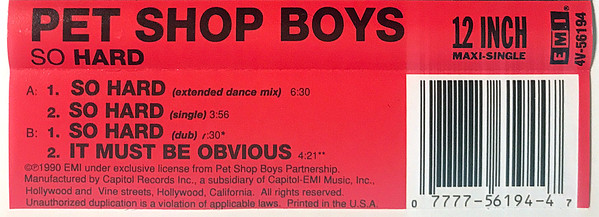 PET SHOP BOYS
SO HARD
12 INCH
MAXI-SINGLE
EMI®
4V-56194
A: 1. SO HARD (extended dance mix) 6:30
2. SO HARD (single) 3:56
B: 1. SO HARD (dub) 7:30*
2. IT MUST BE OBVIOUS 4:21**
©℗1990 EMI under exclusive license from Pet Shop Boys Partnership.
Manufactured by Capitol Records Inc., a subsidiary of Capitol-EMI Music, Inc.,
Hollywood and Vine streets, Hollywood, California. All rights reserved.
Unauthorized duplication is a violation of applicable laws. Printed in the U.S.A.
0 7777-56194-4 7